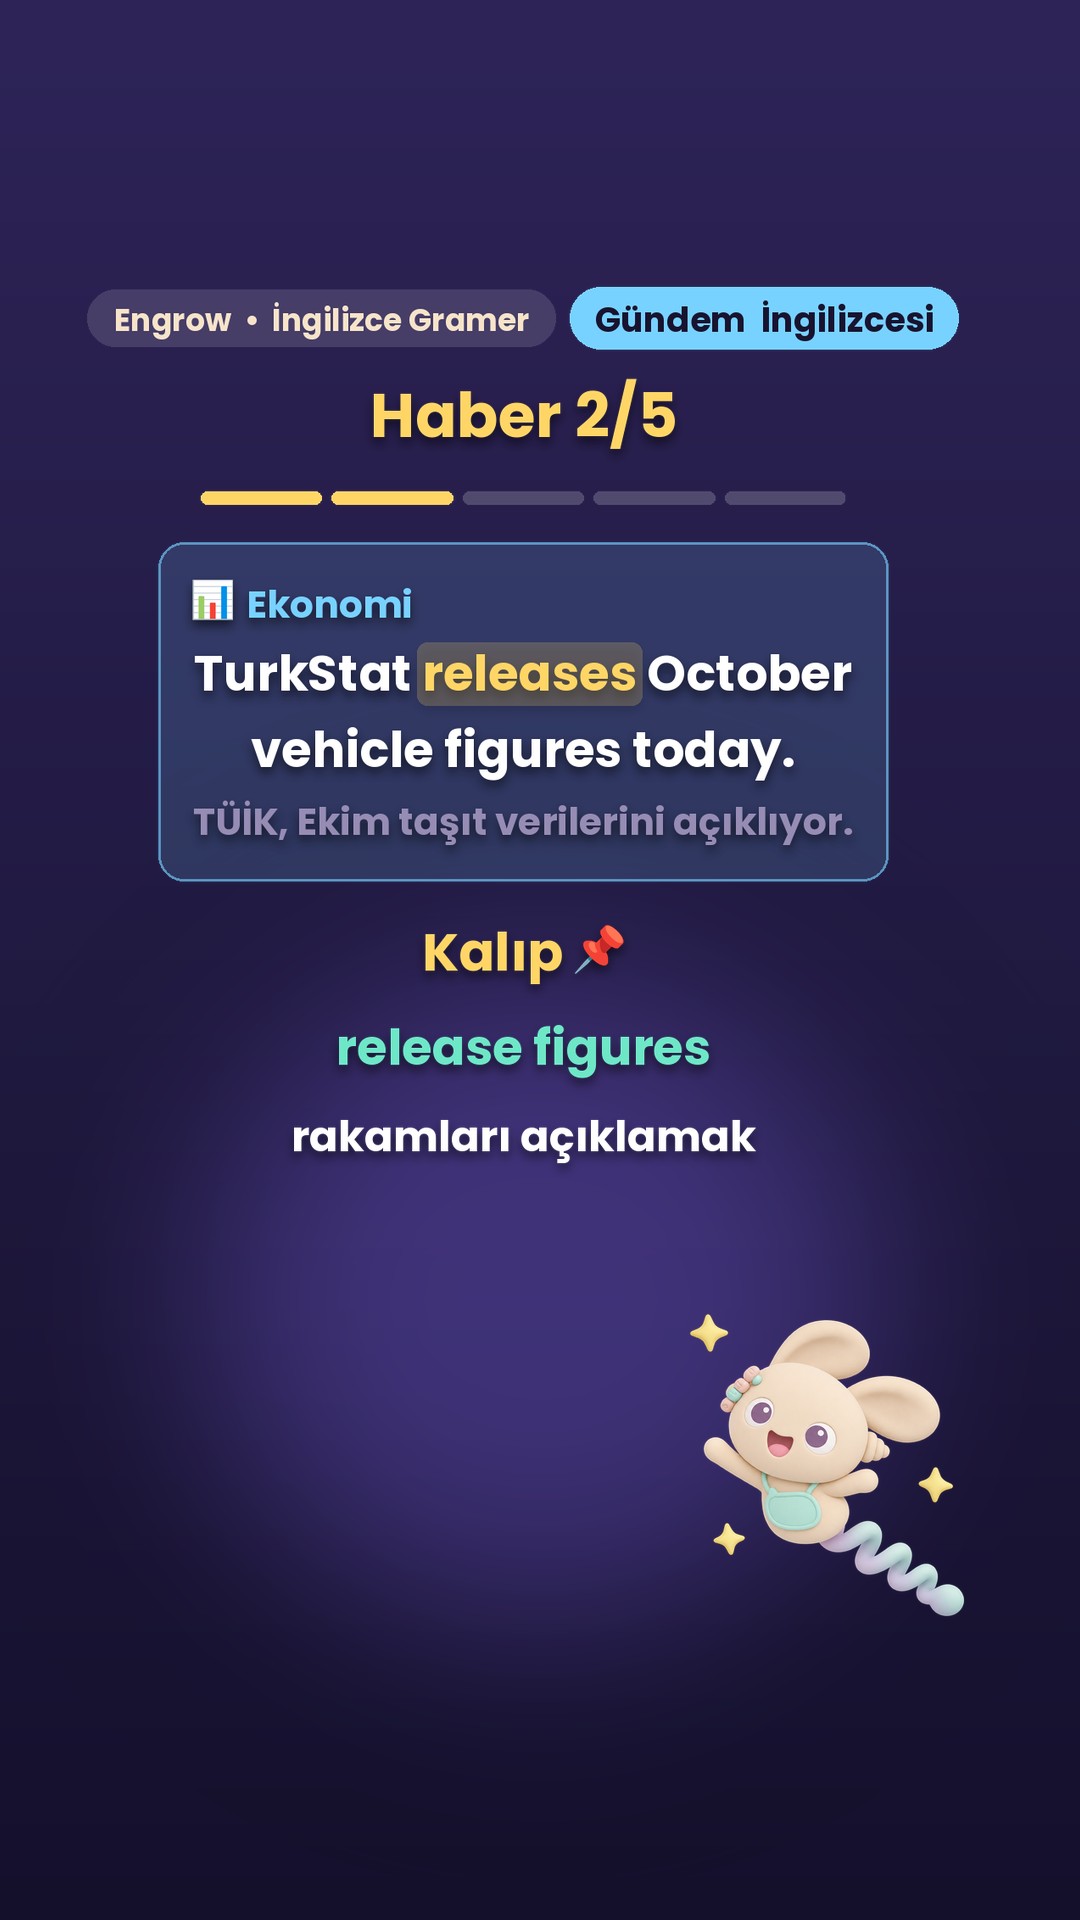 Engrow • İngilizce Gramer
Gündem İngilizcesi
Haber 2/5
📊 Ekonomi
TurkStat releases October
vehicle figures today.
TÜİK, Ekim taşıt verilerini açıklıyor.
Kalıp 📌
release figures
rakamları açıklamak